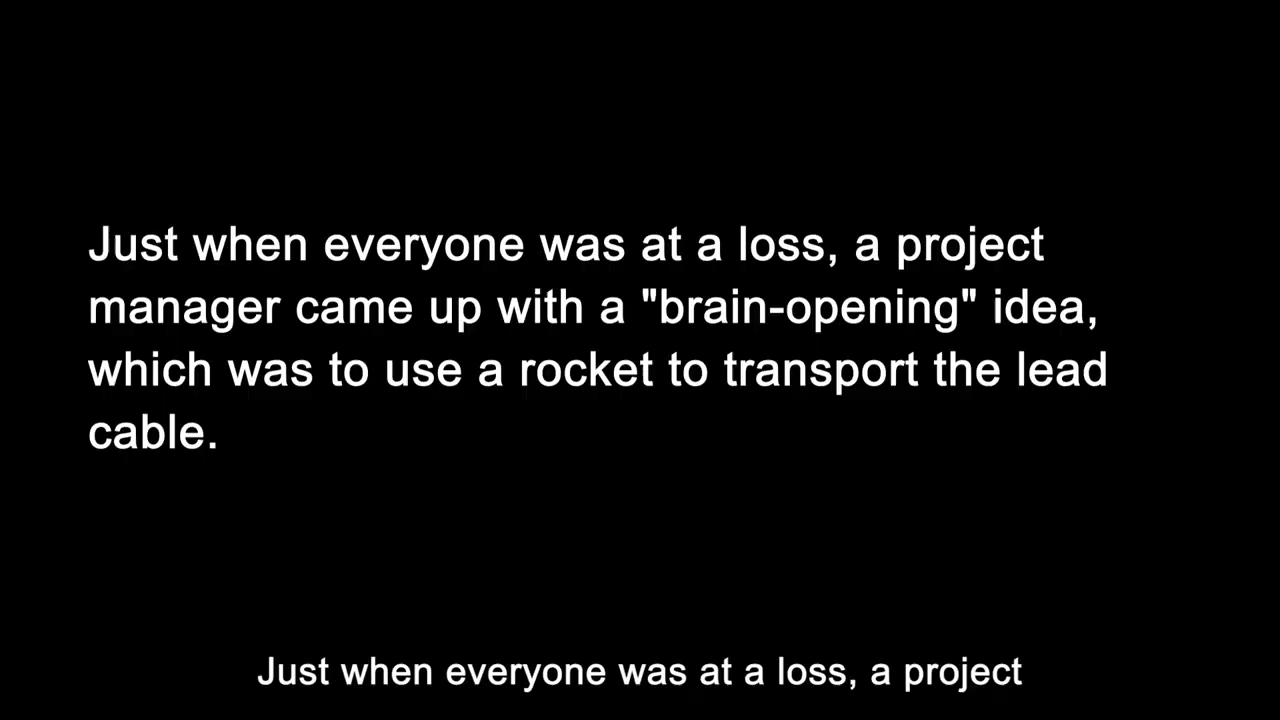 Just when everyone was at a loss, a project
manager came up with a "brain-opening" idea,
which was to use a rocket to transport the lead
cable.
Just when everyone was at a loss, a project